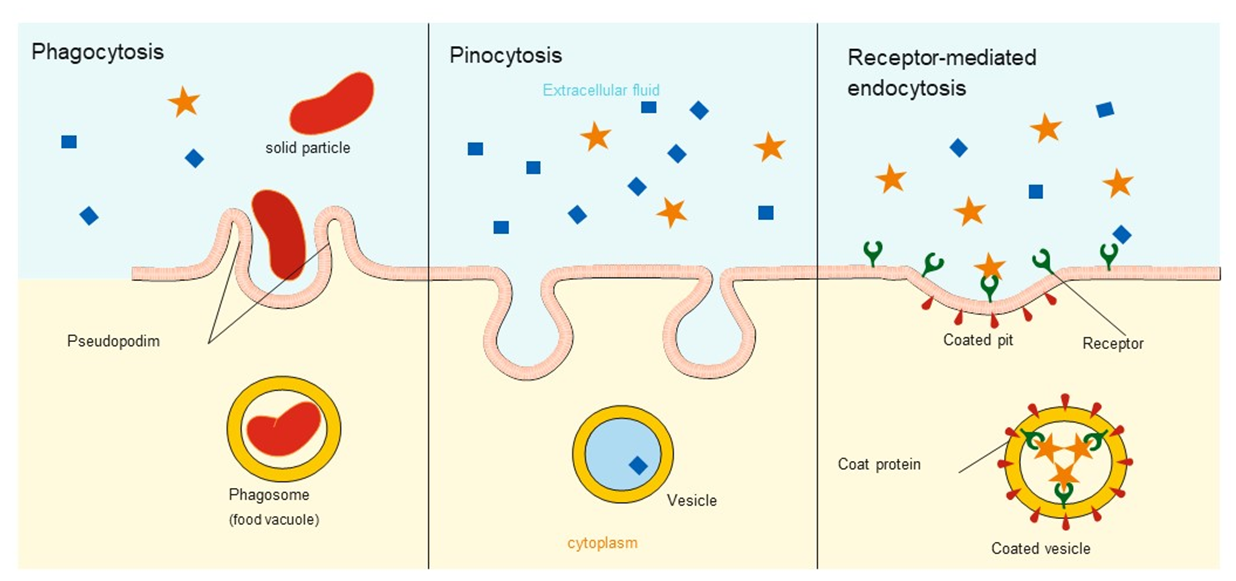 Phagocytosis
solid particle
Pseudopodim
Phagosome
(food vacuole)
Pinocytosis
Extracellular fluid
Vesicle
cytoplasm
Receptor-mediated
endocytosis
Coated pit
Receptor
Coat protein
Coated vesicle